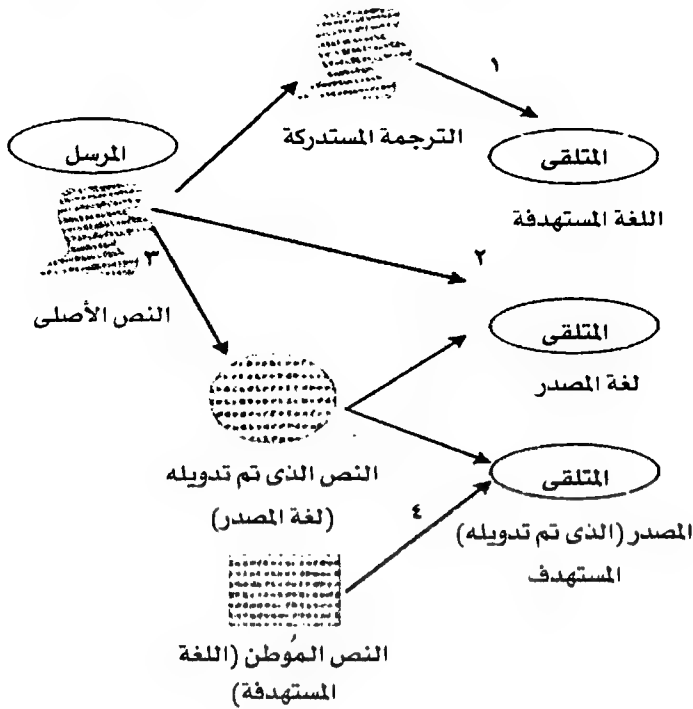 ١
الترجمة المستدركة
المرسل
المتلقى
اللغة المستهدفة
٢
٣
النص الأصلى
المتلقى
لغة المصدر
النص الذى تم تدويله
(لغة المصدر)
المتلقى
٤
المصدر (الذى تم تدويله)
المستهدف
النص المُوطن (اللغة
المستهدفة)